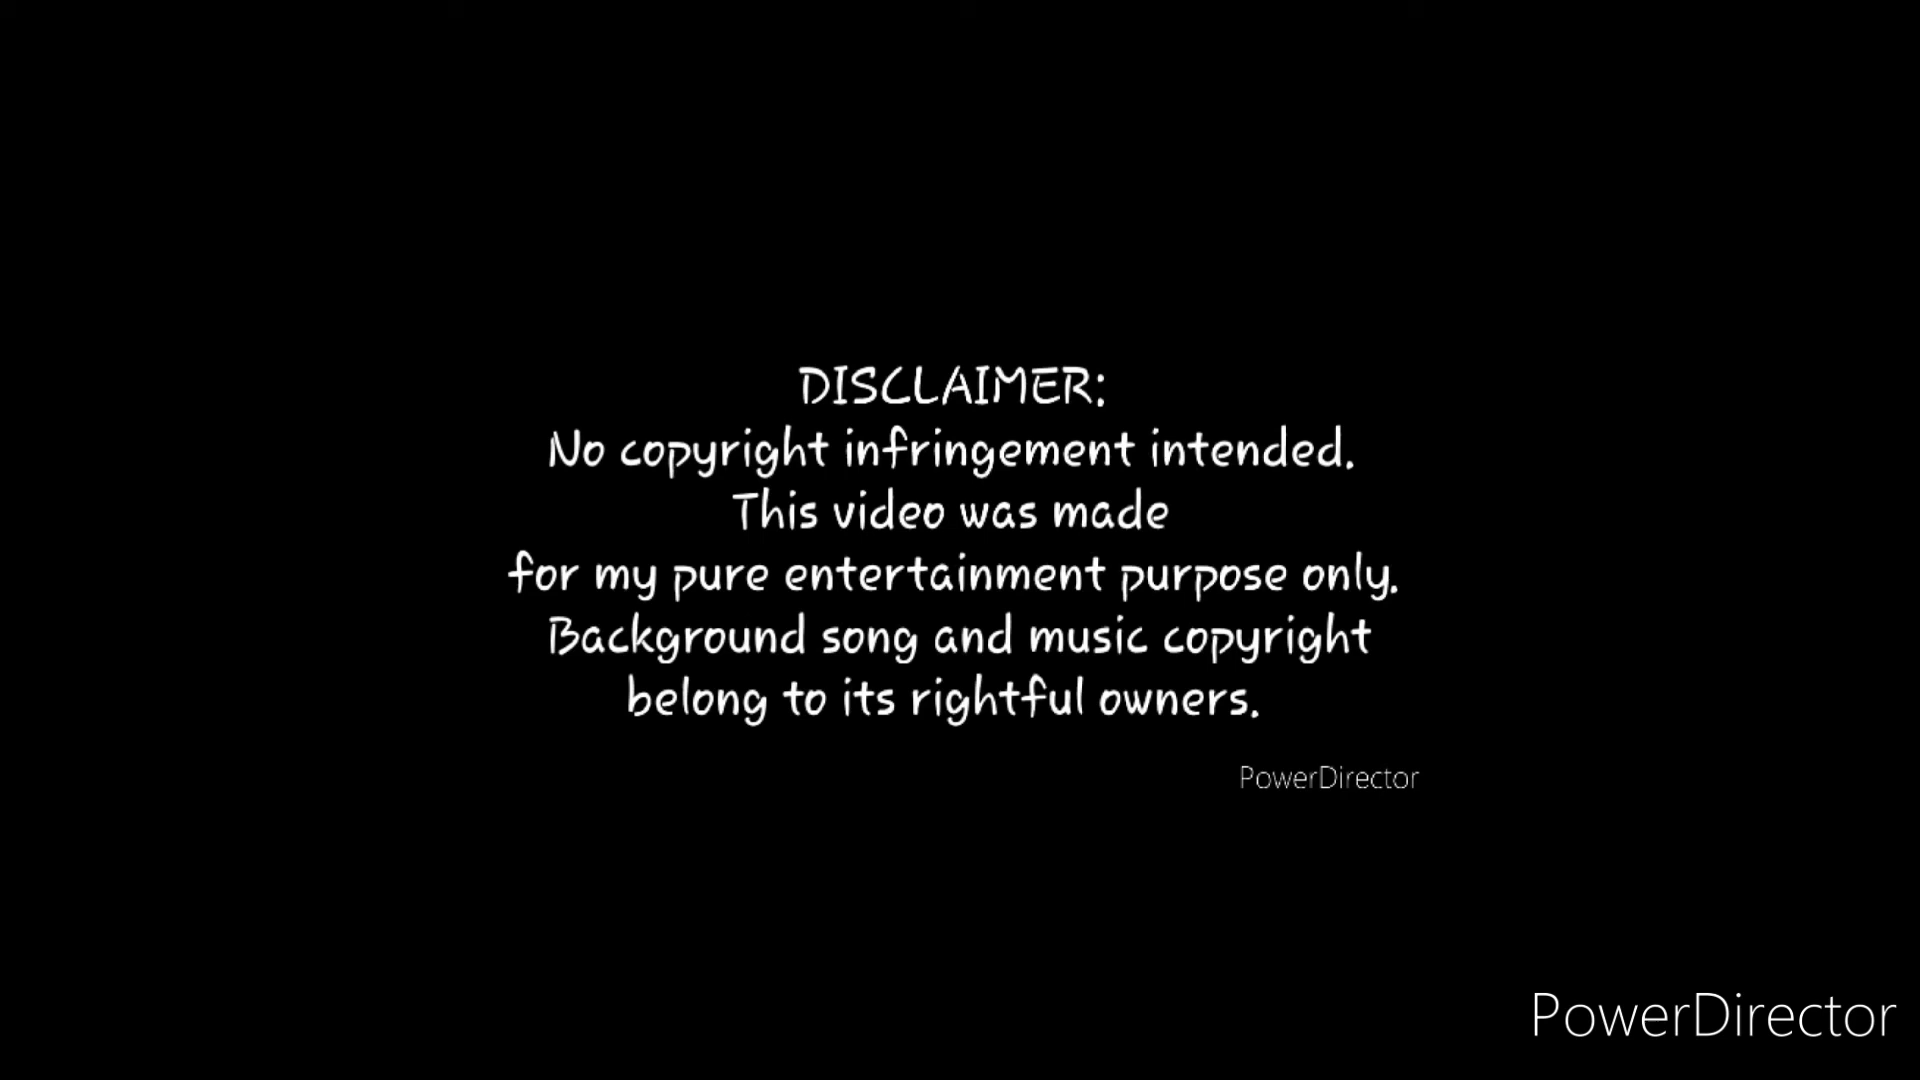 DISCLAIMER:
No copyright infringement intended.
This video was made
for my pure entertainment purpose only.
Background song and music copyright
belong to its rightful owners.
PowerDirector
PowerDirector